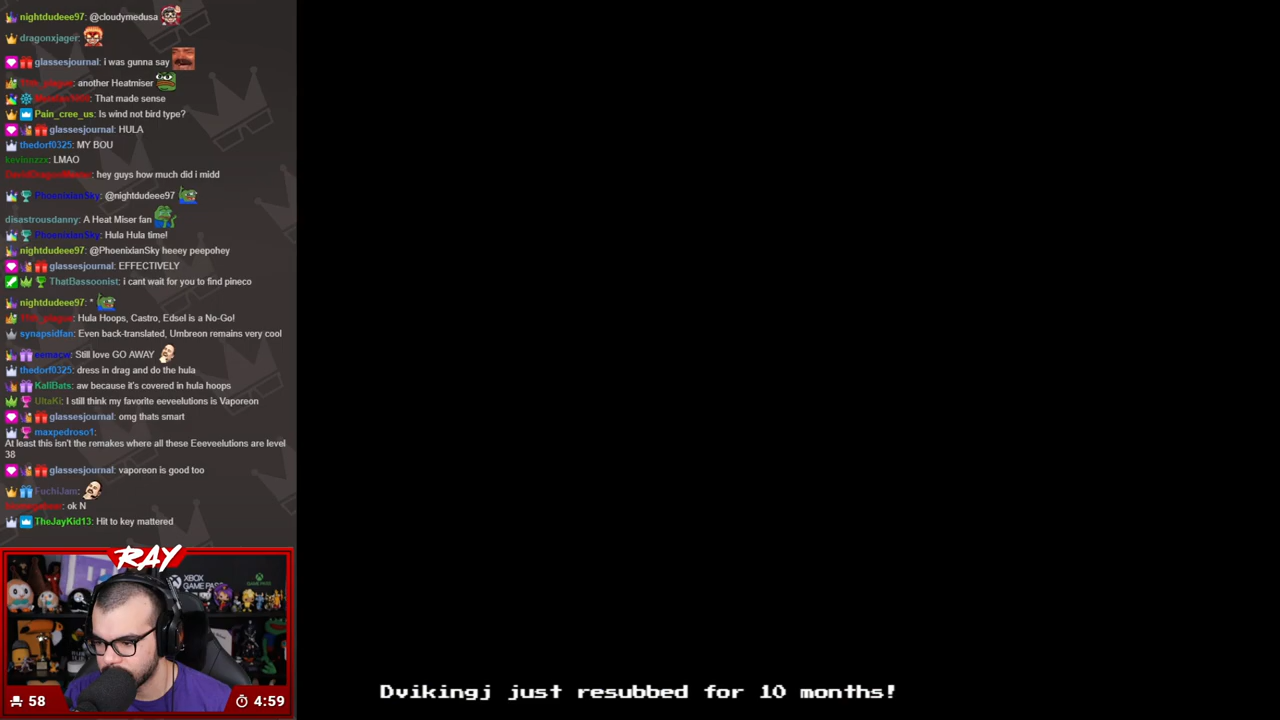 nightdudeee97: @cloudymedusa
dragonxjager:
glassesjournal: i was gunna say
: another Heatmiser
: That made sense
Pain_cree_us: Is wind not bird type?
glassesjournal: HULA
thedorf0325: MY BOU
kevinnzzx: LMAO
: hey guys how much did i midd
PhoenixianSky: @nightdudeee97
disastrousdanny: A Heat Miser fan
PhoenixianSky: Hula Hula time!
nightdudeee97: @PhoenixianSky heeey peepohey
glassesjournal: EFFECTIVELY
ThatBassoonist: i cant wait for you to find pineco
nightdudeee97: *
: Hula Hoops, Castro, Edsel is a No-Go!
synapsidfan: Even back-translated, Umbreon remains very cool
: Still love GO AWAY
thedorf0325: dress in drag and do the hula
KaliBats: aw because it's covered in hula hoops
UltaKi: I still think my favorite eeveelutions is Vaporeon
glassesjournal: omg thats smart
maxpedroso1:
At least this isn't the remakes where all these Eeeveelutions are level
38
glassesjournal: vaporeon is good too
FuchiJam:
: ok N
TheJayKid13: Hit to key mattered
RAY
XBOX
GAME PASS
58
4:59
Dvikingj just resubbed for 10 months!